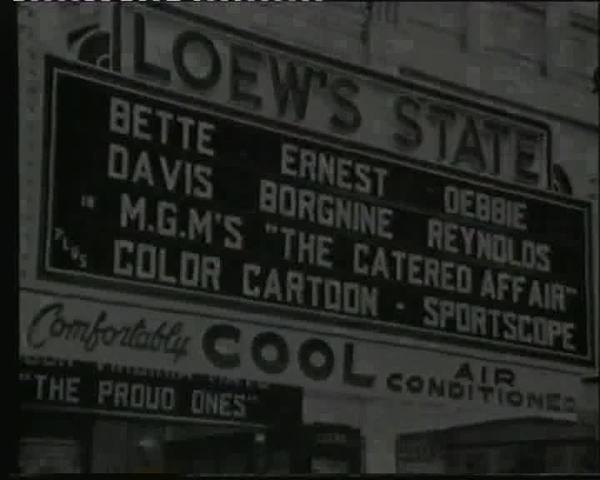 LOEW'S STATE
BETTE ERNEST DEBBIE
DAVIS BORGNINE REYNOLDS
IN M.G.M'S "THE CATERED AFFAIR"
PLUS COLOR CARTOON - SPORTSCOPE
Comfortably COOL AIR CONDITIONED
"THE PROUD ONES"